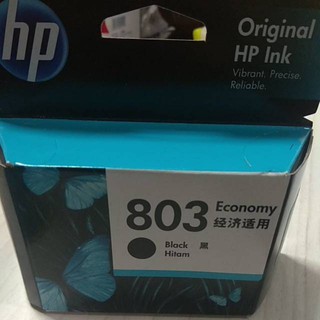 hp
Original
HP Ink
Vibrant. Precise.
Reliable.
803 Economy
经济适用
Black 黑
Hitam